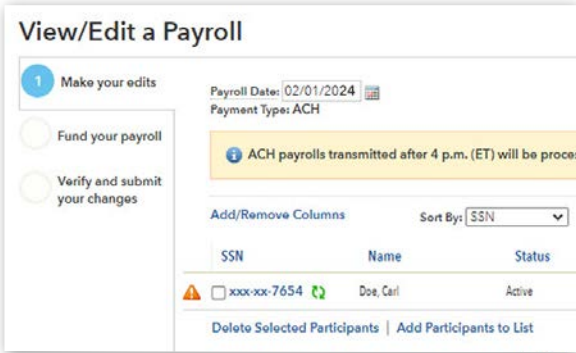 View/Edit a Payroll
1 Make your edits
Fund your payroll
Verify and submit
your changes
Payroll Date: 02/01/2024
Payment Type: ACH
ACH payrolls transmitted after 4 p.m. (ET) will be
Add/Remove Columns Sort By: SSN
SSN Name Status
xxx-xx-7654 Doe, Carl Active
Delete Selected Participants | Add Participants to List